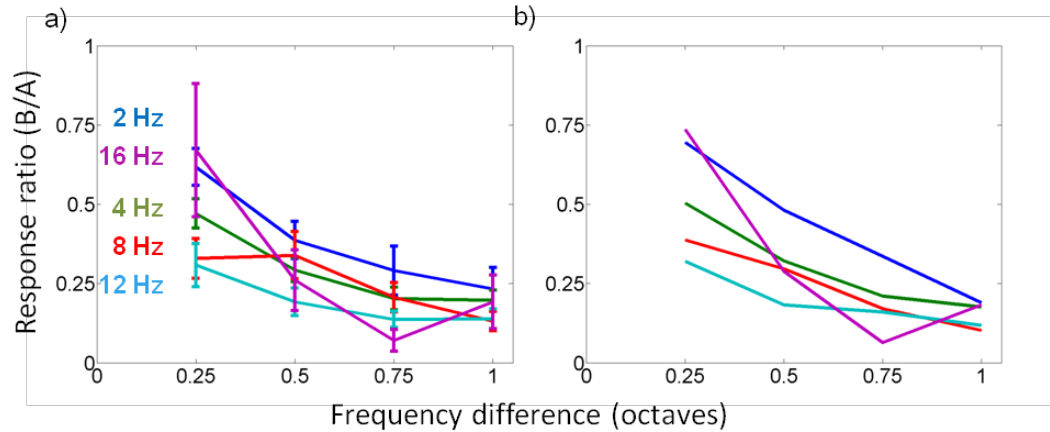 a)
b)
Response ratio (B/A)
1
0.75
0.5
0.25
0
2 Hz
16 Hz
4 Hz
8 Hz
12 Hz
0 0.25 0.5 0.75 1
1
0.75
0.5
0.25
0
0 0.25 0.5 0.75 1
Frequency difference (octaves)